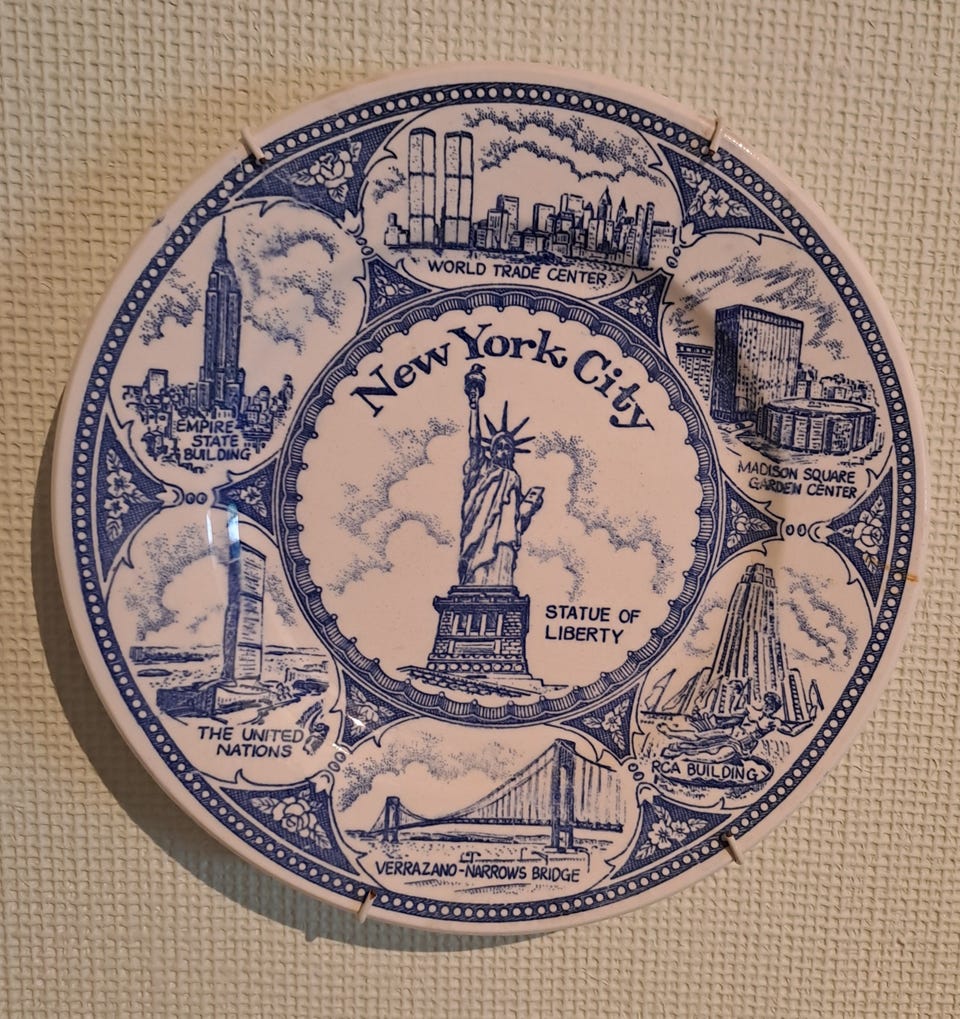 New York City
STATUE OF
LIBERTY
WORLD TRADE CENTER
MADISON SQUARE
GARDEN CENTER
RCA BUILDING
VERRAZANO-NARROWS BRIDGE
THE UNITED
NATIONS
EMPIRE
STATE
BUILDING